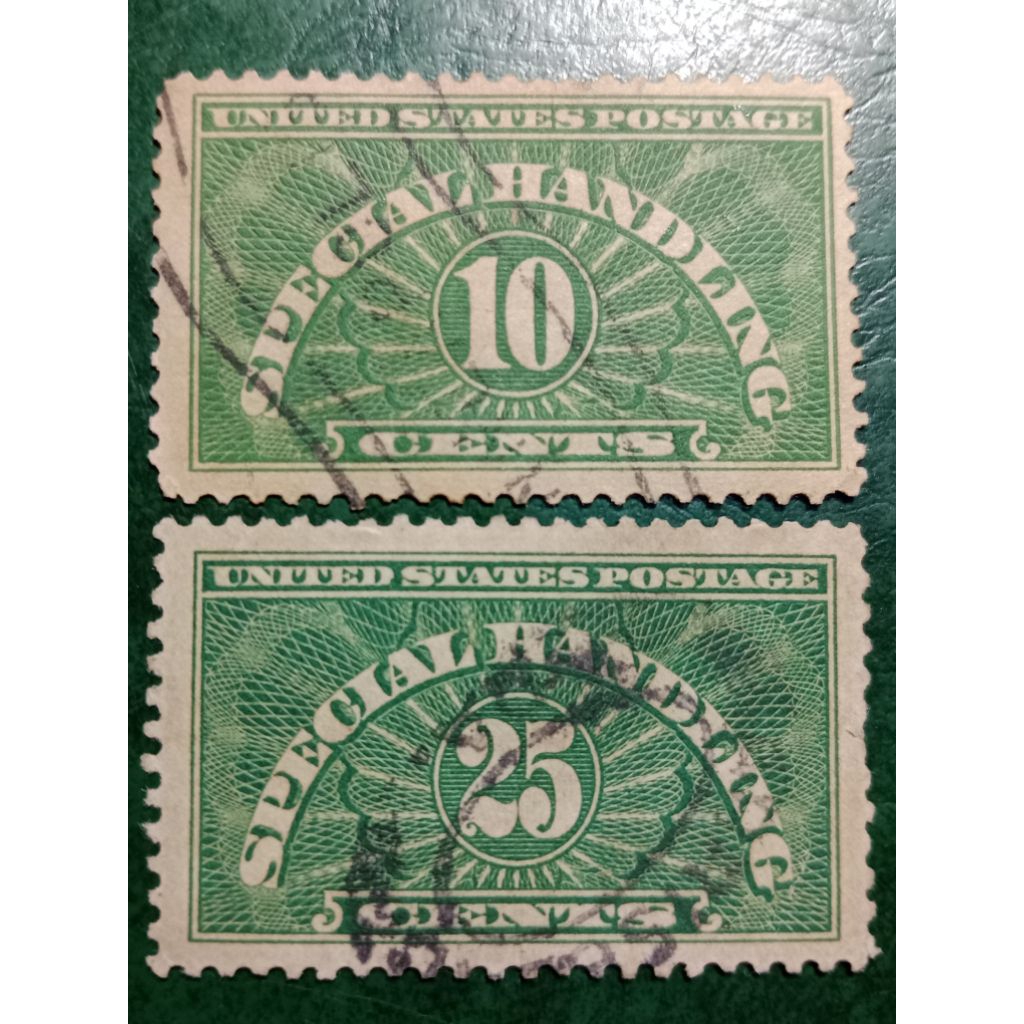 UNITED STATES POSTAGE
SPECIAL HANDLING
10
CENTS
UNITED STATES POSTAGE
SPECIAL HANDLING
25
CENTS